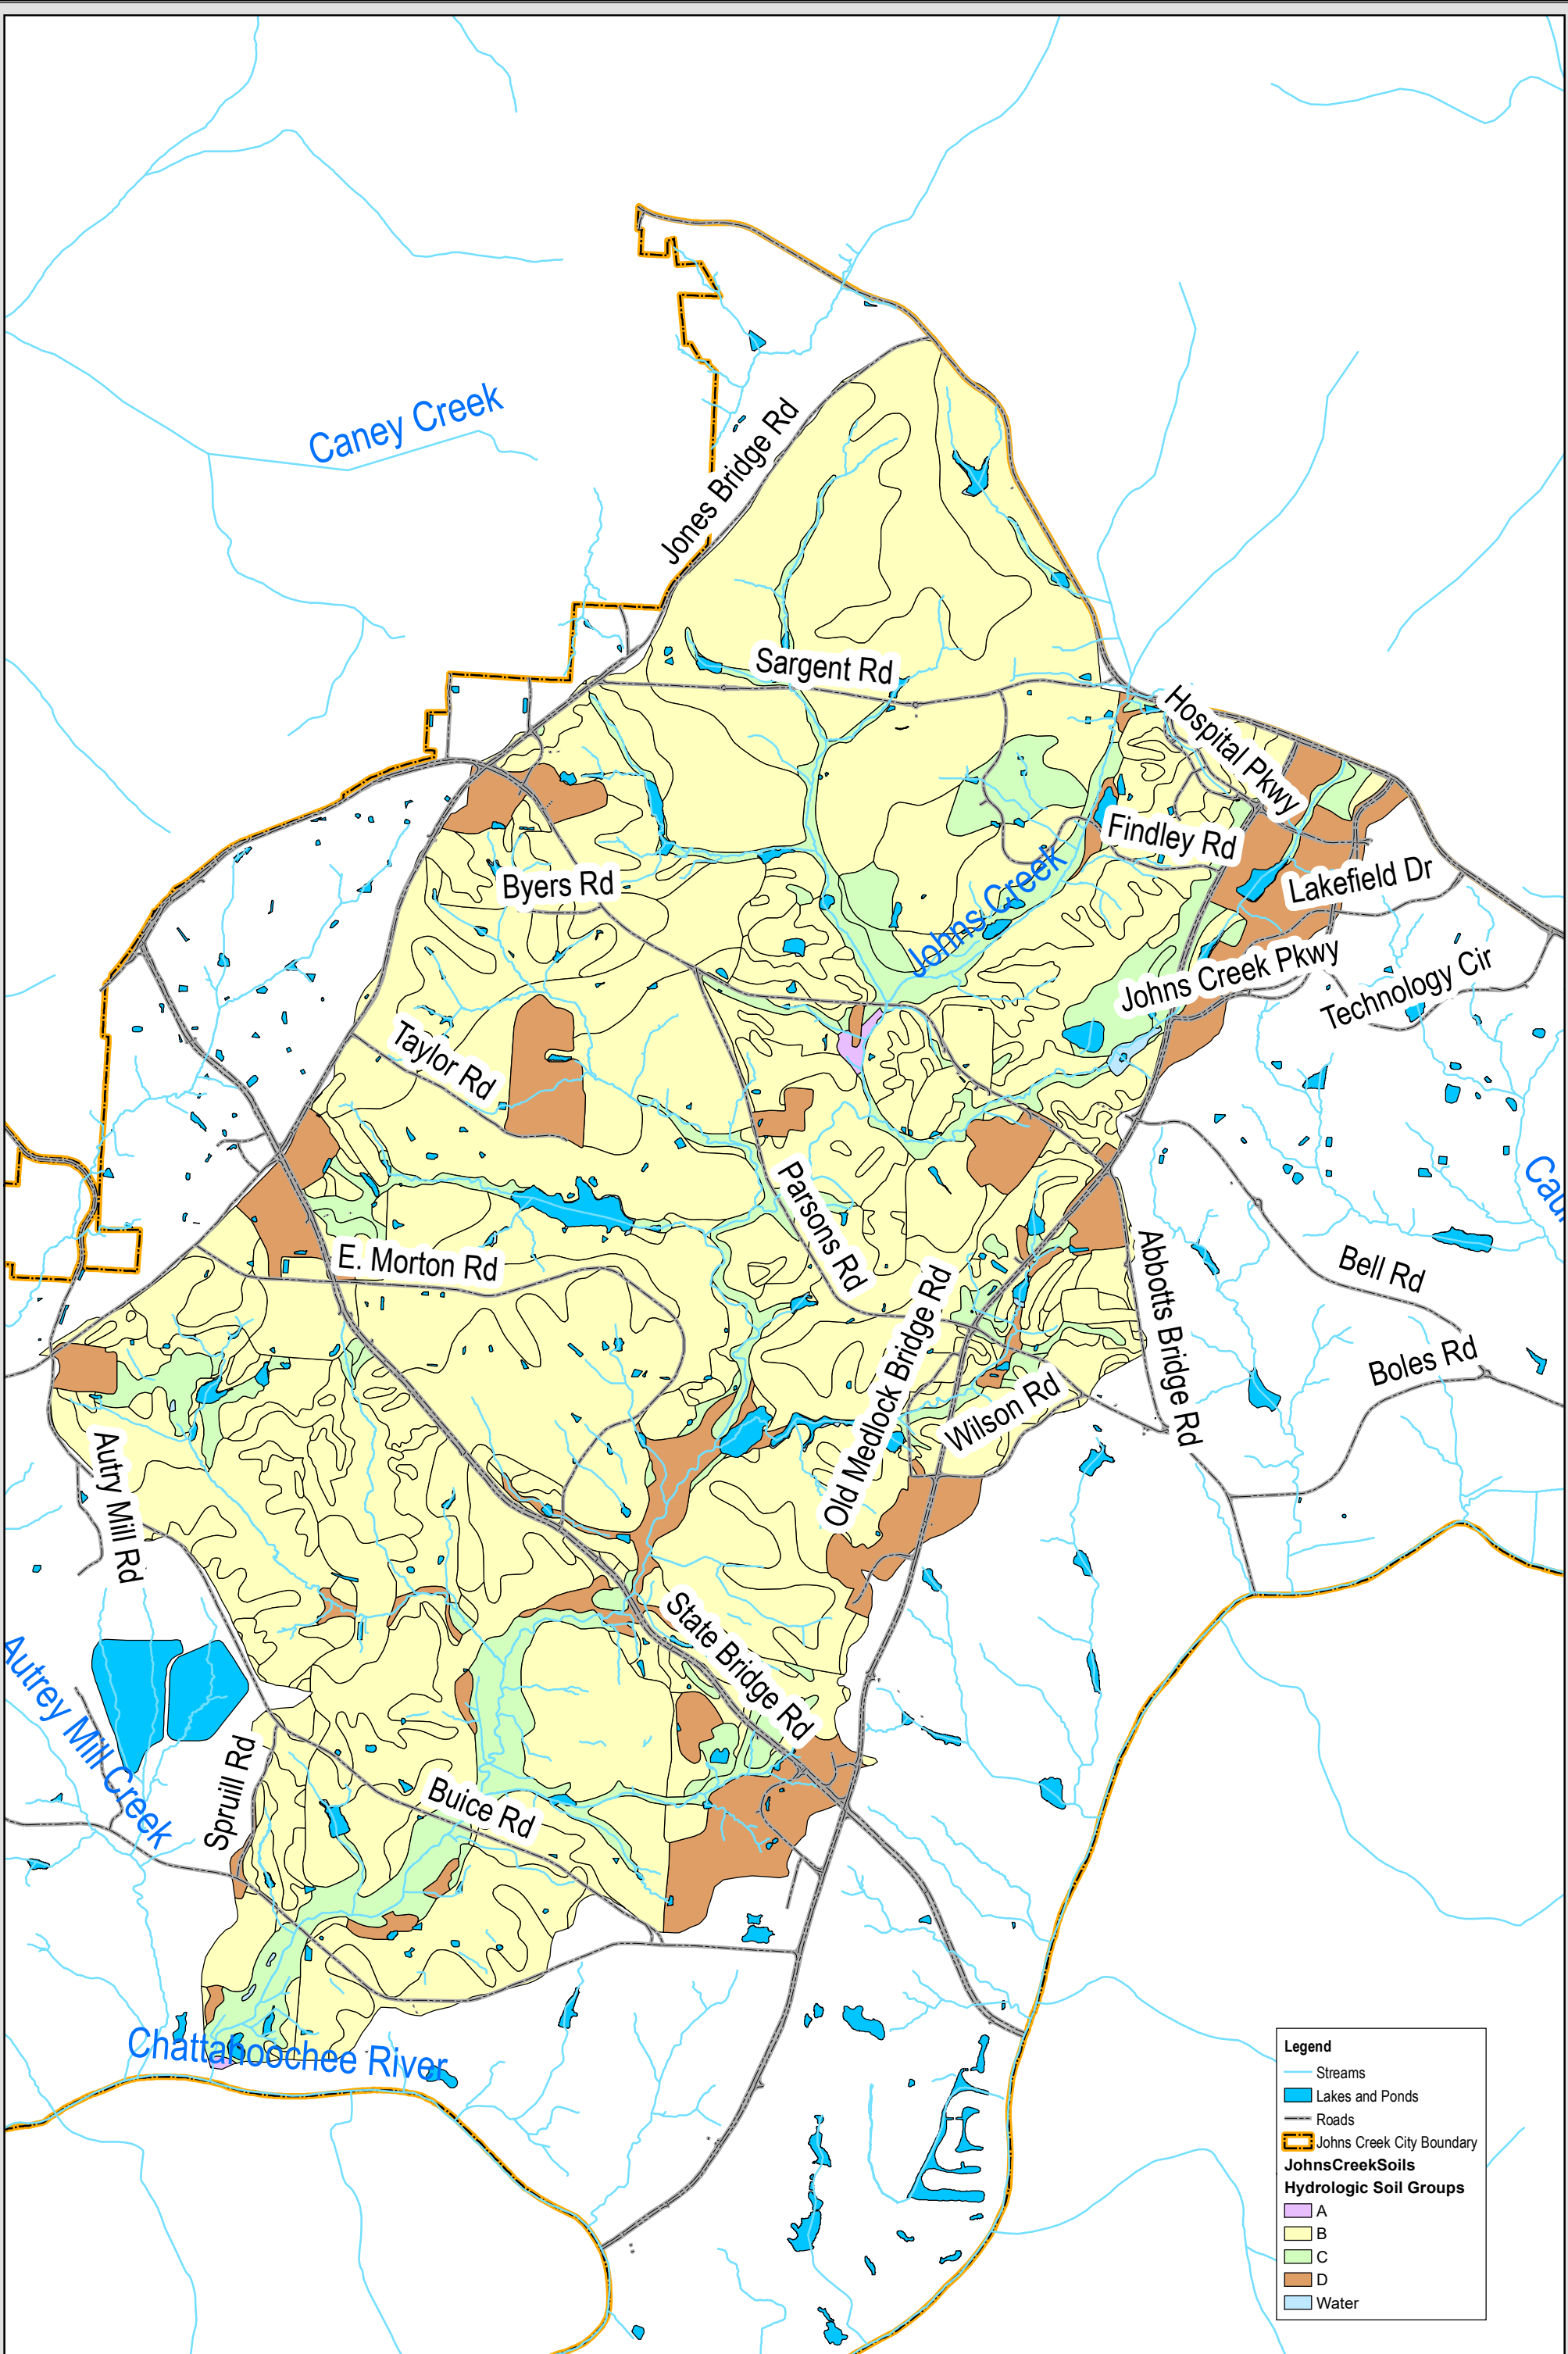 Caney Creek
Jones Bridge Rd
Sargent Rd
Hospital Pkwy
Findley Rd
Byers Rd
Johns Creek
Lakefield Dr
Johns Creek Pkwy
Technology Cir
Taylor Rd
Parsons Rd
Cau
E. Morton Rd
Abbotts Bridge Rd
Bell Rd
Old Medlock Bridge Rd
Boles Rd
Wilson Rd
Autry Mill Rd
State Bridge Rd
Autrey Mill Creek
Spruill Rd
Buice Rd
Chattahoochee River
Legend
Streams
Lakes and Ponds
Roads
Johns Creek City Boundary
JohnsCreekSoils
Hydrologic Soil Groups
A
B
C
D
Water